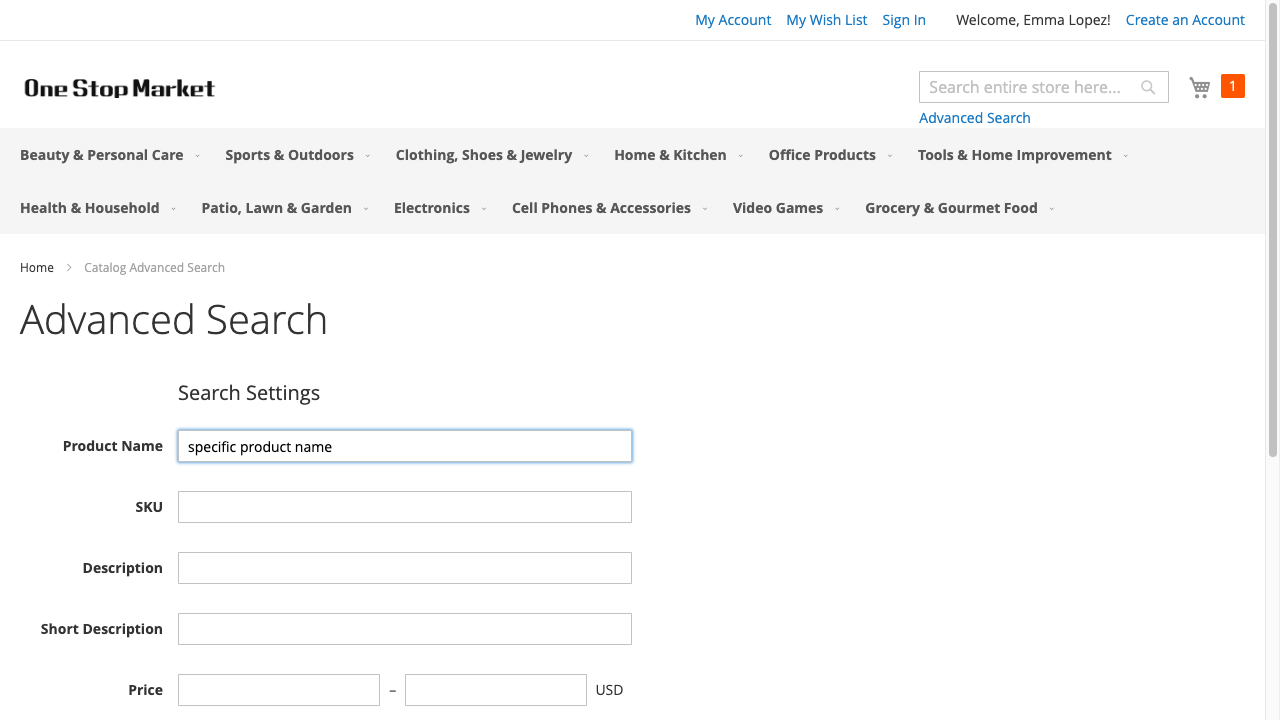 My Account My Wish List Sign In Welcome, Emma Lopez! Create an Account
One Stop Market
Search entire store here... 1
Advanced Search
Beauty & Personal Care Sports & Outdoors Clothing, Shoes & Jewelry Home & Kitchen Office Products Tools & Home Improvement
Health & Household Patio, Lawn & Garden Electronics Cell Phones & Accessories Video Games Grocery & Gourmet Food
Home Catalog Advanced Search
Advanced Search
Search Settings
Product Name specific product name
SKU
Description
Short Description
Price – USD